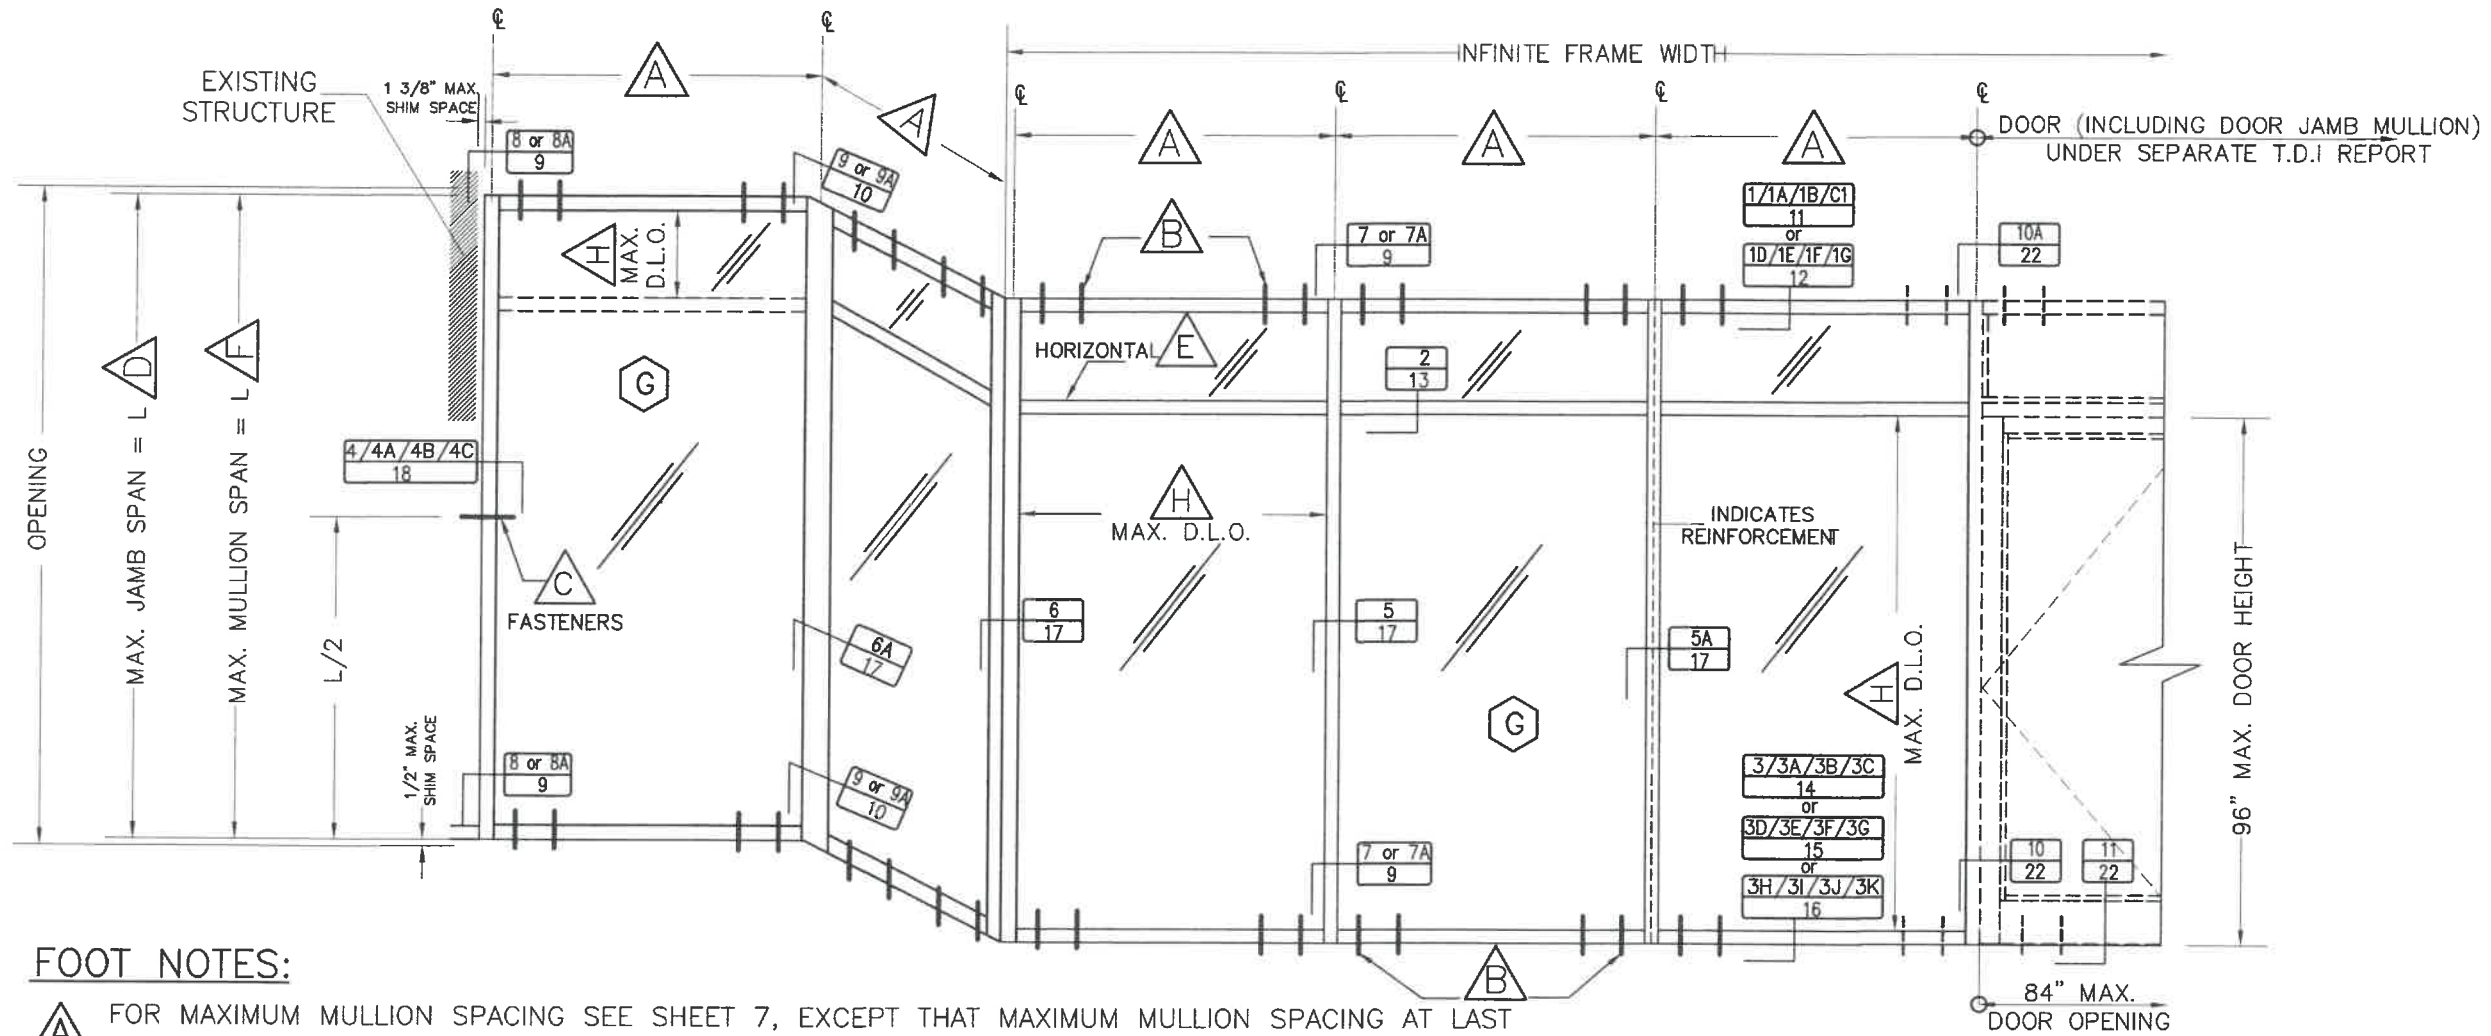 ℄
℄
INFINITE FRAME WIDTH
A
EXISTING
STRUCTURE
1 3/8" MAX.
SHIM SPACE
A
℄
℄
℄
℄
A
A
A
DOOR (INCLUDING DOOR JAMB MULLION)
UNDER SEPARATE T.D.I REPORT
8 or 8A
9
9 or 9A
10
1/1A/1B/C1
11
or
1D/1E/1F/1G
12
B
7 or 7A
9
10A
22
H
MAX.
D.L.O.
HORIZONTAL
E
2
13
D
F
G
OPENING
MAX. JAMB SPAN = L
MAX. MULLION SPAN = L
4/4A/4B/4C
18
H
MAX. D.L.O.
INDICATES
REINFORCEMENT
C
FASTENERS
L/2
6
17
5
17
5A
17
6A
17
H
MAX. D.L.O.
96" MAX. DOOR HEIGHT
G
1/2" MAX.
SHIM SPACE
8 or 8A
9
9 or 9A
10
3/3A/3B/3C
14
or
3D/3E/3F/3G
15
or
3H/3I/3J/3K
16
7 or 7A
9
10
22
11
22
B
84" MAX.
DOOR OPENING
FOOT NOTES:
A FOR MAXIMUM MULLION SPACING SEE SHEET 7, EXCEPT THAT MAXIMUM MULLION SPACING AT LAST